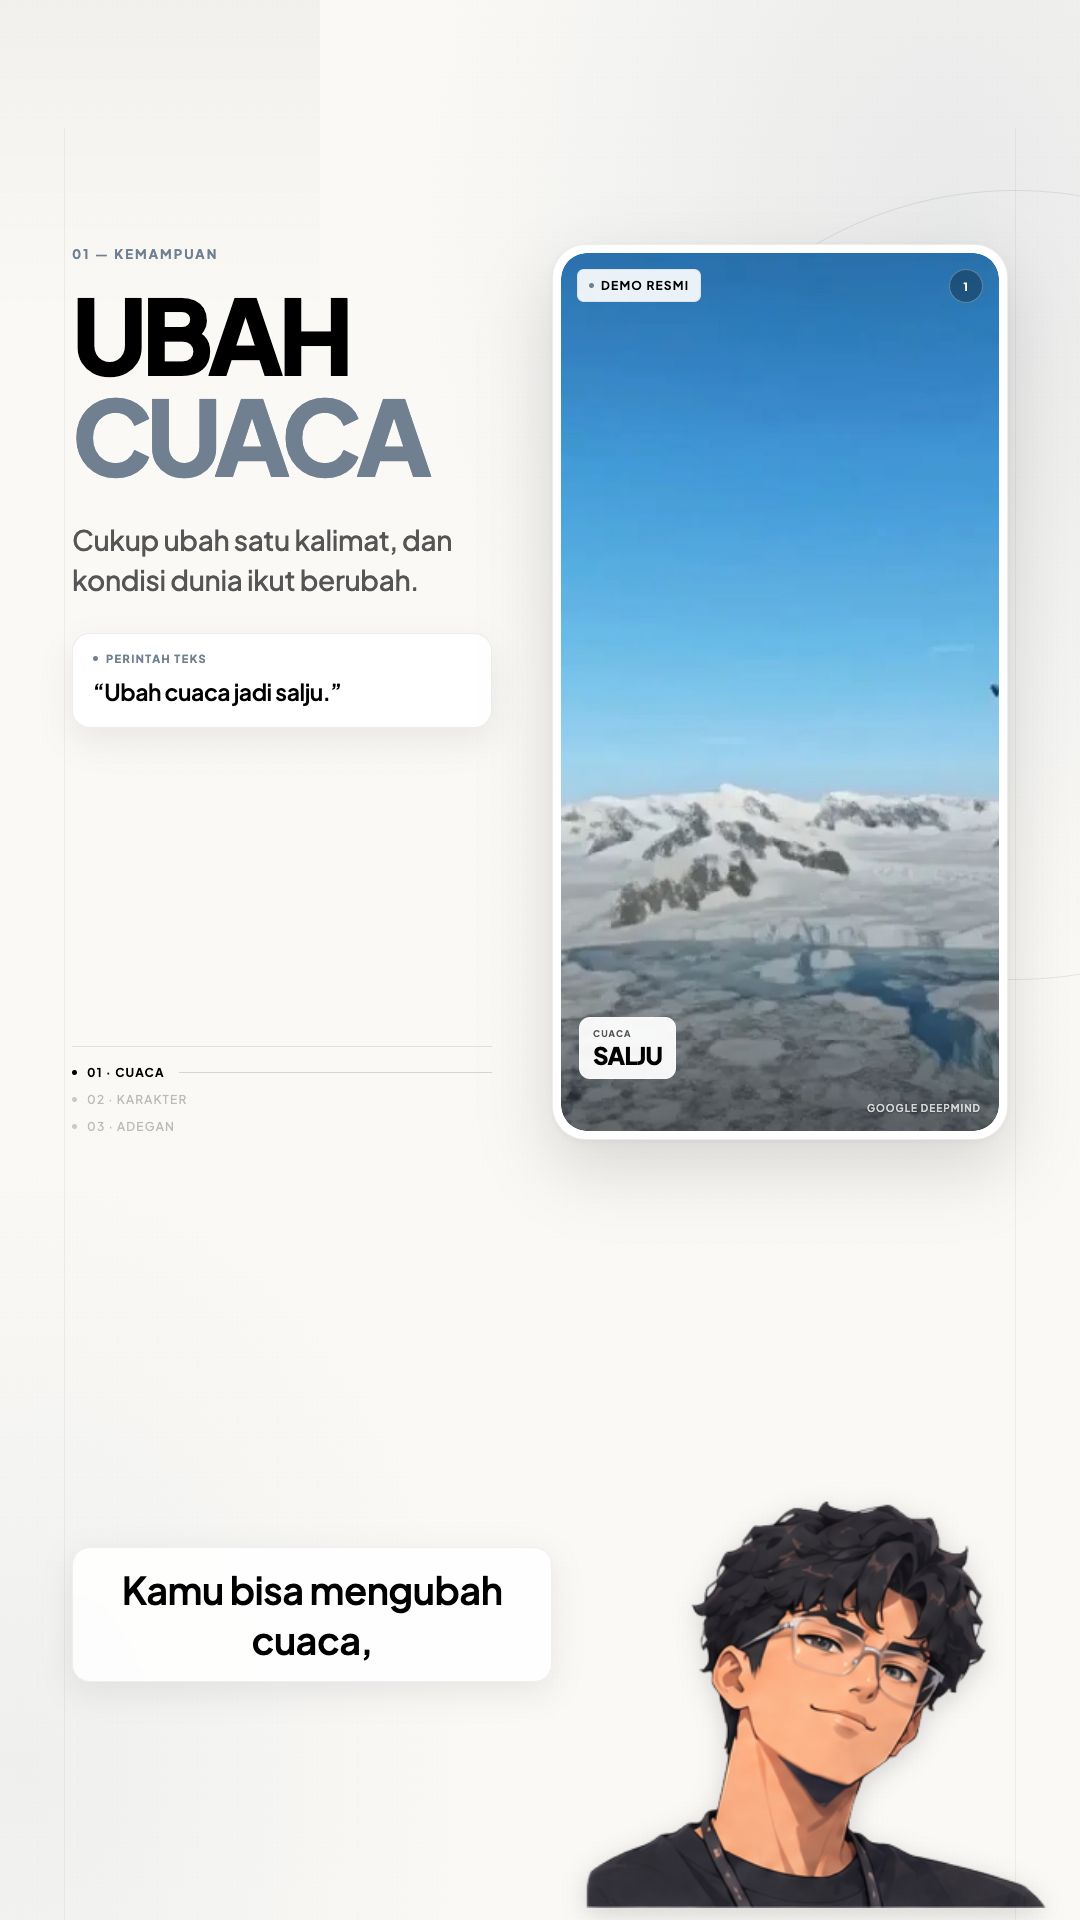 01 — KEMAMPUAN
UBAH
CUACA
Cukup ubah satu kalimat, dan
kondisi dunia ikut berubah.
• PERINTAH TEKS
“Ubah cuaca jadi salju.”
• 01 · CUACA
• 02 · KARAKTER
• 03 · ADEGAN
• DEMO RESMI
1
CUACA
SALJU
GOOGLE DEEPMIND
Kamu bisa mengubah
cuaca,